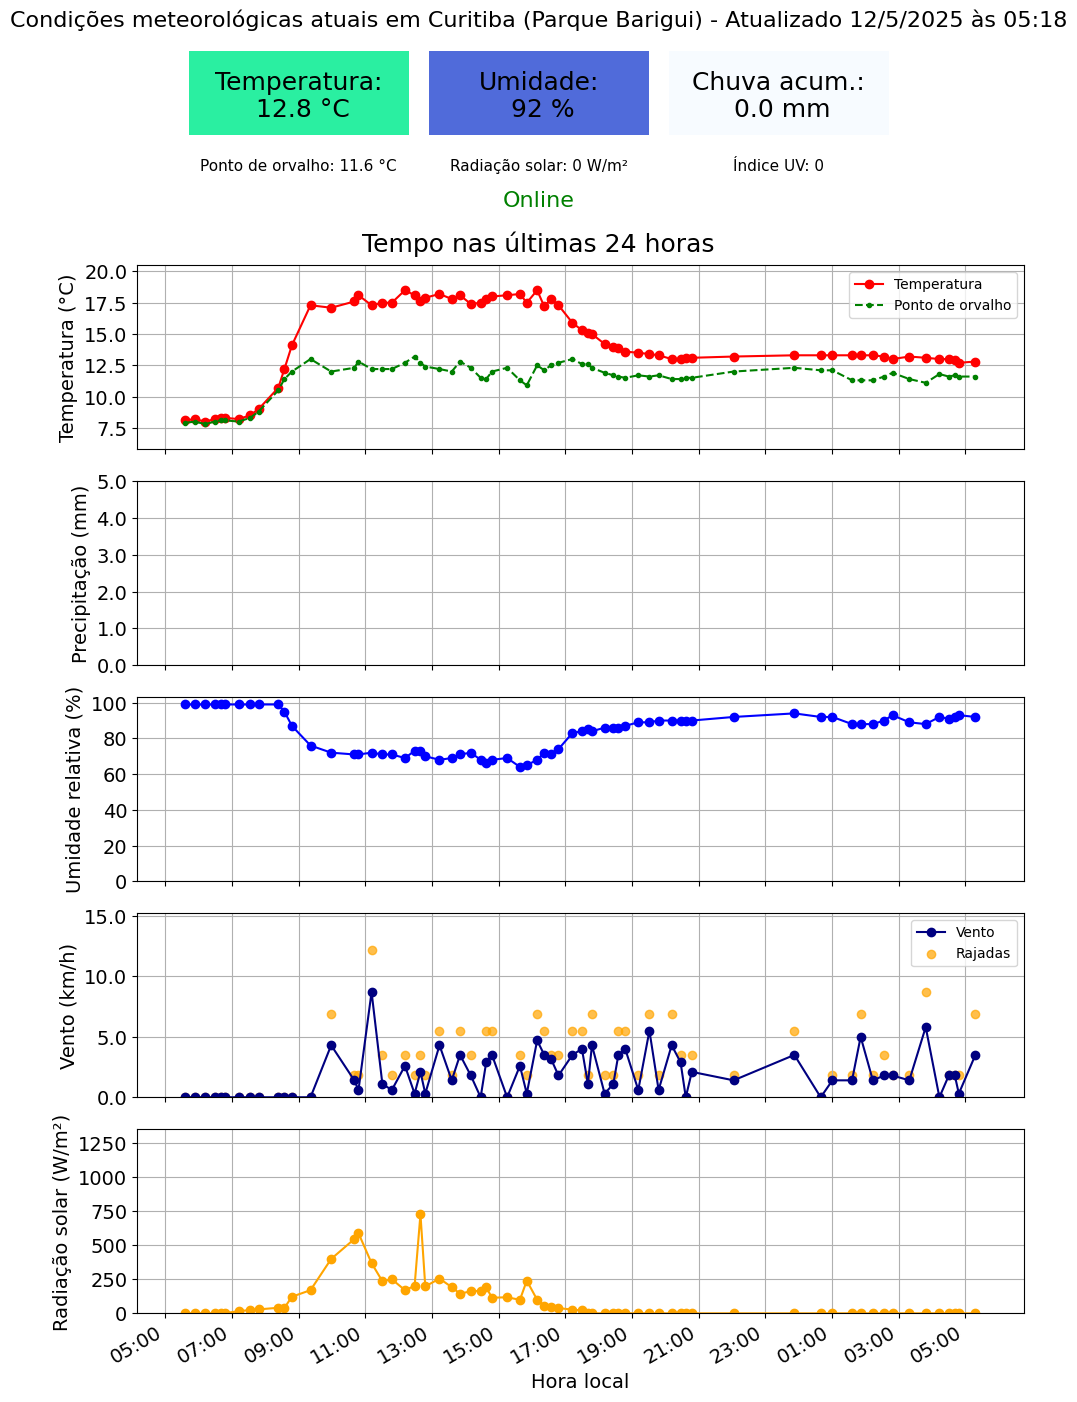 Condições meteorológicas atuais em Curitiba (Parque Barigui) - Atualizado 12/5/2025 às 05:18
Temperatura:
12.8 °C
Umidade:
92 %
Chuva acum.:
0.0 mm
Ponto de orvalho: 11.6 °C
Radiação solar: 0 W/m²
Índice UV: 0
Online
Tempo nas últimas 24 horas
Temperatura (°C)
20.0
17.5
15.0
12.5
10.0
7.5
Temperatura
Ponto de orvalho
Precipitação (mm)
5.0
4.0
3.0
2.0
1.0
0.0
Umidade relativa (%)
100
80
60
40
20
0
Vento (km/h)
15.0
10.0
5.0
0.0
Vento
Rajadas
Radiação solar (W/m²)
1250
1000
750
500
250
0
05:00 07:00 09:00 11:00 13:00 15:00 17:00 19:00 21:00 23:00 01:00 03:00 05:00
Hora local